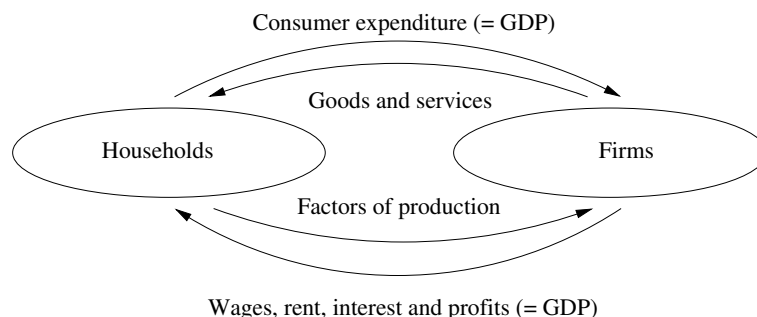 Consumer expenditure (= GDP)
Goods and services
Households
Firms
Factors of production
Wages, rent, interest and profits (= GDP)